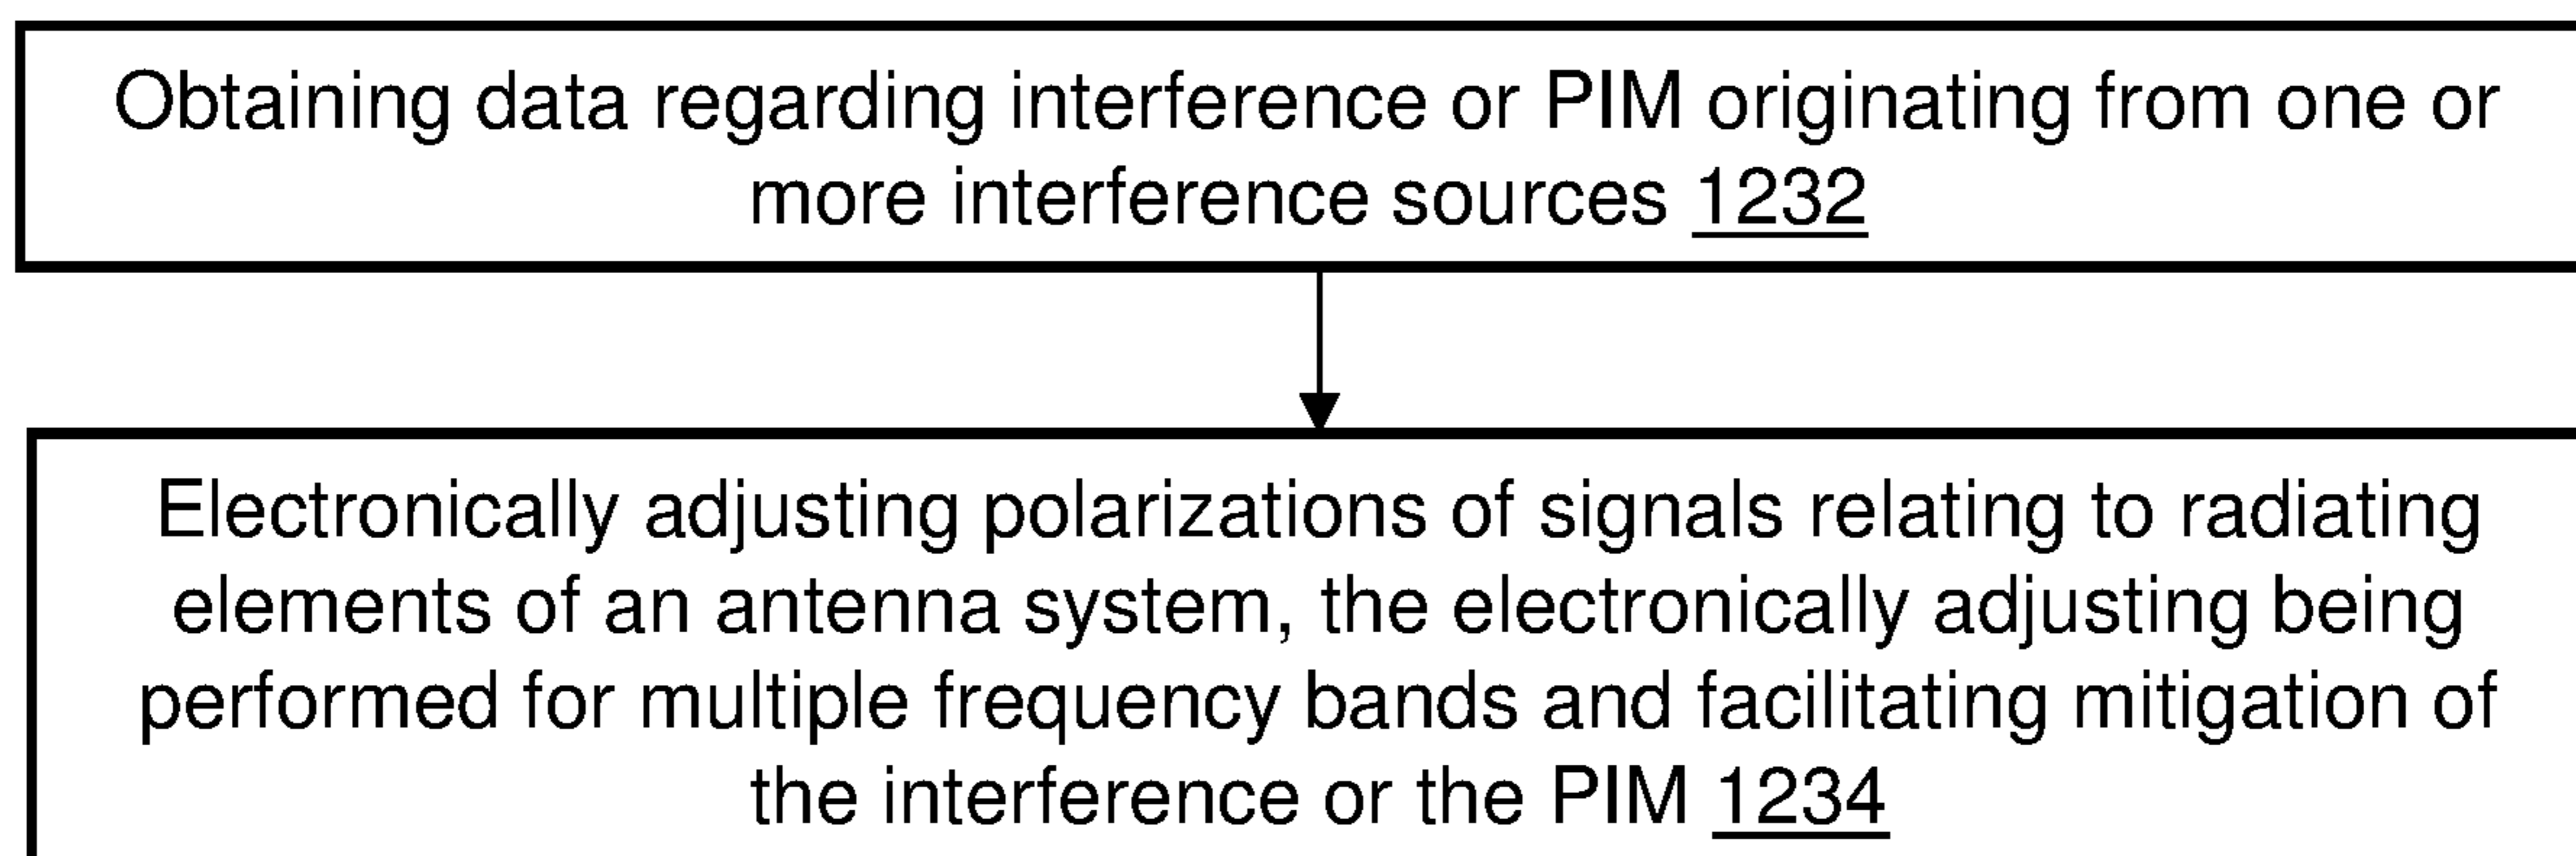 Obtaining data regarding interference or PIM originating from one or
more interference sources 1232
Electronically adjusting polarizations of signals relating to radiating
elements of an antenna system, the electronically adjusting being
performed for multiple frequency bands and facilitating mitigation of
the interference or the PIM 1234